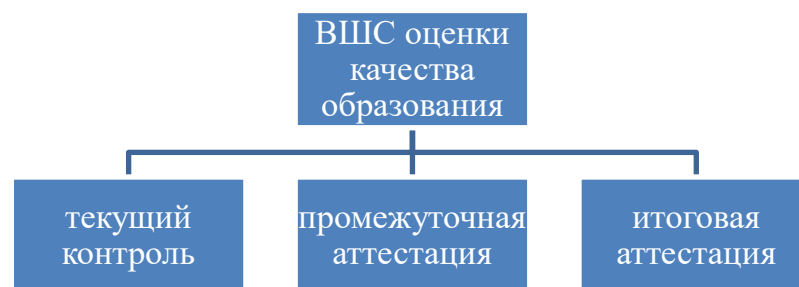 ВШС оценки
качества
образования
текущий
контроль
промежуточная
аттестация
итоговая
аттестация